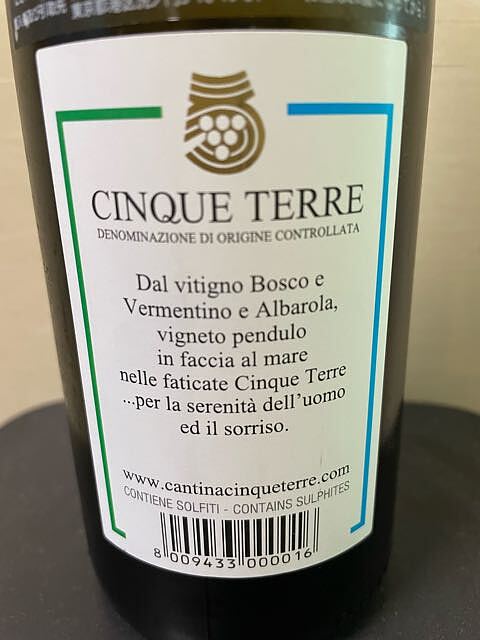 CINQUE TERRE
DENOMINAZIONE DI ORIGINE CONTROLLATA
Dal vitigno Bosco e
Vermentino e Albarola,
vigneto pendulo
in faccia al mare
nelle faticate Cinque Terre
...per la serenità dell'uomo
ed il sorriso.
www.cantinacinqueterre.com
CONTIENE SOLFITI - CONTAINS SULPHITES
8 009433 000016